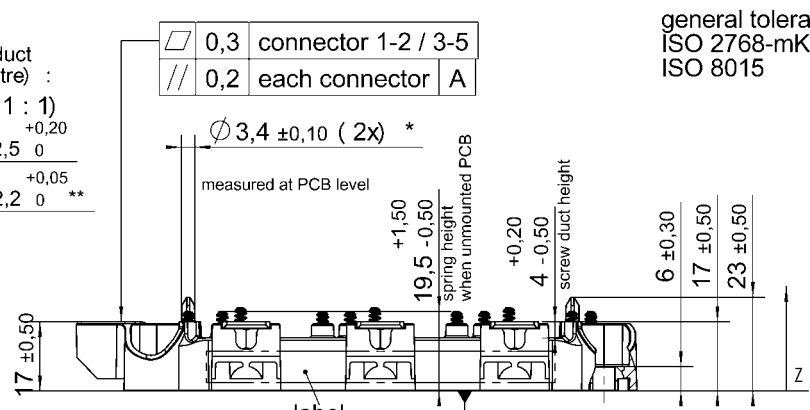 general tolera
ISO 2768-mK
ISO 8015
0,3 connector 1-2 / 3-5
// 0,2 each connector A
duct
tre) :
1 : 1)
+0,20
2,5 0
+0,05
2,2 0 **
Ø 3,4 ±0,10 ( 2x) *
measured at PCB level
+1,50
19,5 -0,50
spring height
when unmounted PCB
+0,20
4 -0,50
screw duct height
6 ±0,30
17 ±0,50
23 ±0,50
17 ±0,50
Z
label